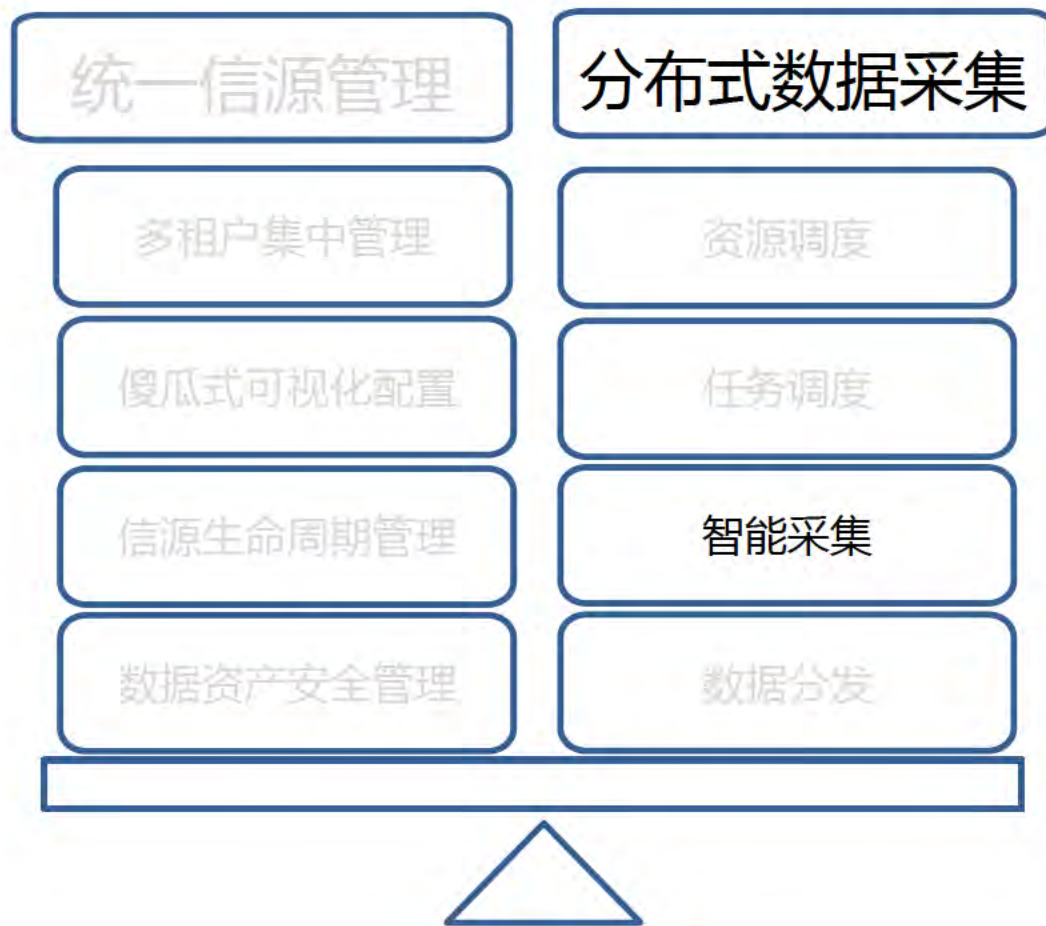 统一信源管理
分布式数据采集
多租户集中管理
资源调度
傻瓜式可视化配置
任务调度
信源生命周期管理
智能采集
数据资产安全管理
数据分发